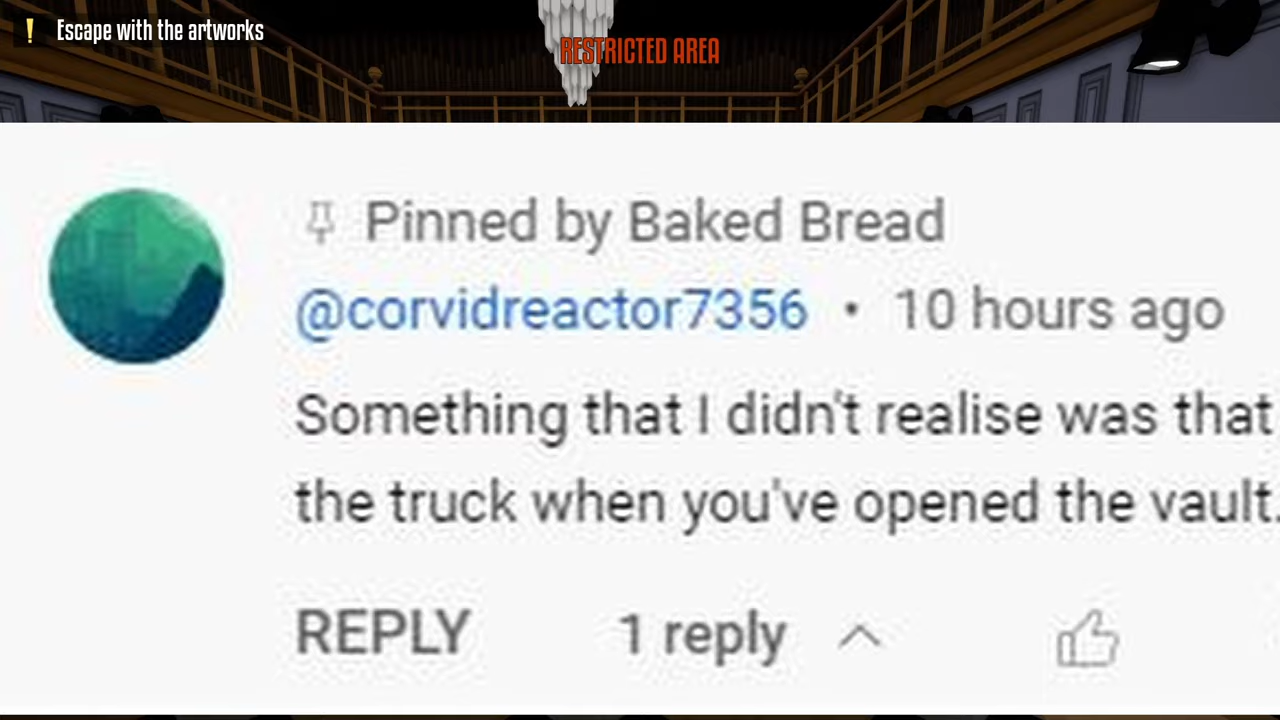 ! Escape with the artworks
RESTRICTED AREA
Pinned by Baked Bread
@corvidreactor7356 • 10 hours ago
Something that I didn't realise was that
the truck when you've opened the vault.
REPLY 1 reply